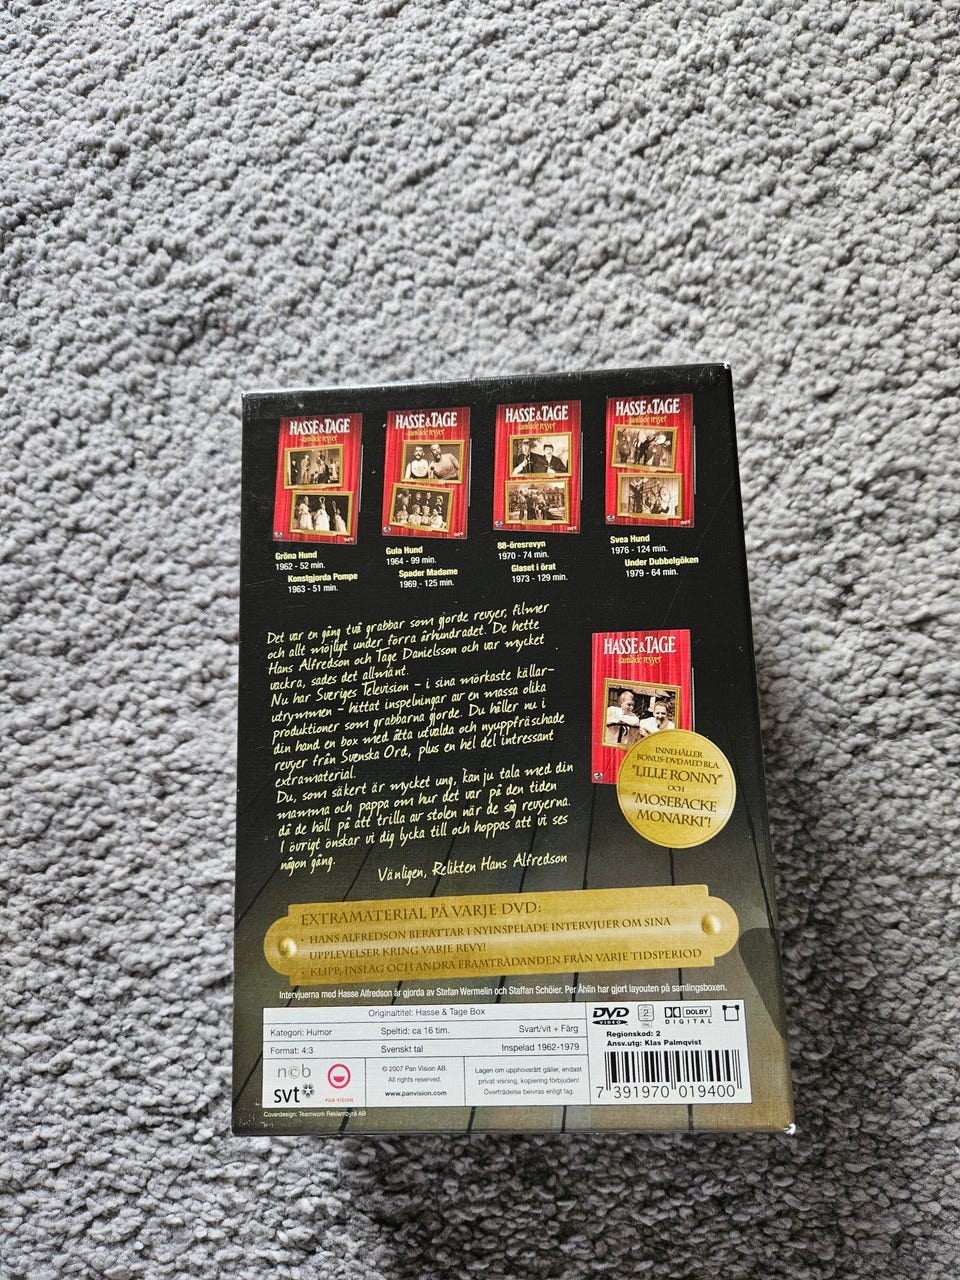 HASSE & TAGE
samlade revyer
HASSE & TAGE
samlade revyer
HASSE & TAGE
samlade revyer
HASSE & TAGE
samlade revyer
Gröna Hund
1962 - 52 min.
Konstgjorda Pompe
1963 - 51 min.
Gula Hund
1964 - 99 min.
Spader Madame
1969 - 125 min.
88-öresrevyn
1970 - 74 min.
Glaset i örat
1973 - 129 min.
Svea Hund
1976 - 124 min.
Under Dubbelgöken
1979 - 64 min.
Det var en gång två grabbar som gjorde revyer, filmer
och allt möjligt under förra århundradet. De hette
Hans Alfredson och Tage Danielsson och var mycket
vackra, sades det allmänt.
Nu har Sveriges Television - i sina mörkaste källar-
utrymmen - hittat inspelningar av en massa olika
produktioner som grabbarna gjorde. Du håller nu i
din hand en box med åtta utvalda och nyuppfräschade
revyer från Svenska Ord, plus en hel del intressant
extramaterial.
Du, som säkert är mycket ung, kan ju tala med din
mamma och pappa om hur det var på den tiden
då de höll på att trilla av stolen när de såg revyerna.
I övrigt önskar vi dig lycka till och hoppas att vi ses
någon gång.
Vänligen, Relikten Hans Alfredson
HASSE & TAGE
samlade revyer
INNEHÅLLER
BONUS-DVD MED BL.A.
"LILLE RONNY"
OCH
"MOSEBACKE
MONARKI"!
EXTRAMATERIAL PÅ VARJE DVD:
· HANS ALFREDSON BERÄTTAR I NYINSPELADE INTERVJUER OM SINA
UPPLEVELSER KRING VARJE REVY!
· KLIPP, INSLAG OCH ANDRA FRAMTRÄDANDEN FRÅN VARJE TIDSPERIOD
Intervjuerna med Hasse Alfredson är gjorda av Stefan Wermelin och Staffan Schöier. Per Åhlin har gjort layouten på samlingsboxen.
Originaltitel: Hasse & Tage Box
Kategori: Humor
Speltid: ca 16 tim.
Svart/vit + Färg
Format: 4:3
Svenskt tal
Inspelad 1962-1979
DVD
VIDEO
2
PAL
DOLBY
DIGITAL
Regionskod: 2
Ansv.utg: Klas Palmqvist
ncb
svt
PAN VISION
© 2007 Pan Vision AB.
All rights reserved.
www.panvision.com
Lagen om upphovsrätt gäller, endast
privat visning, kopiering förbjuden!
Överträdelse beivras enligt lag.
7 391970 019400
Coverdesign: Teamwork Reklambyrå AB